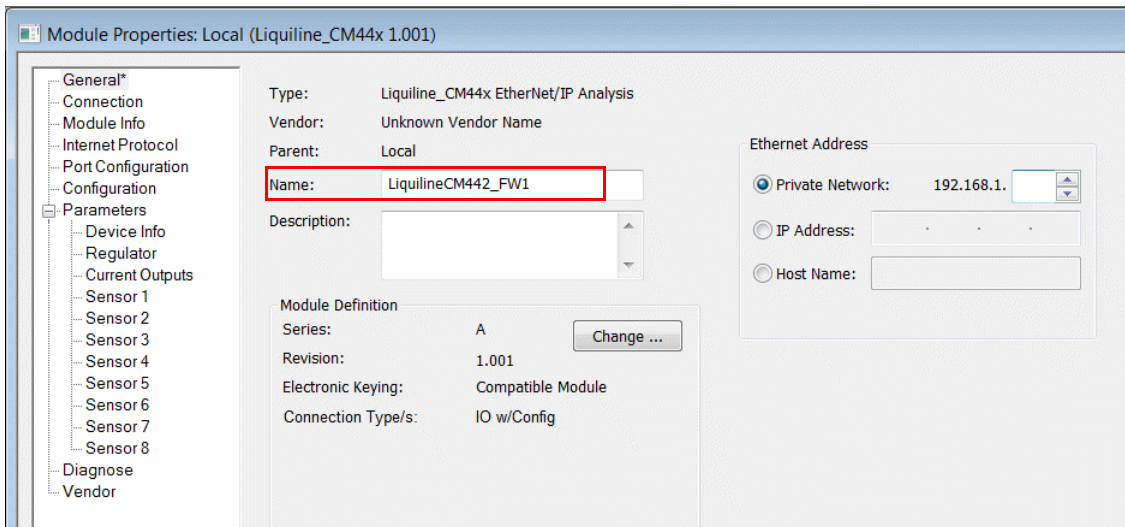 Module Properties: Local (Liquiline_CM44x 1.001)
General*
Connection
Module Info
Internet Protocol
Port Configuration
Configuration
Parameters
Device Info
Regulator
Current Outputs
Sensor 1
Sensor 2
Sensor 3
Sensor 4
Sensor 5
Sensor 6
Sensor 7
Sensor 8
Diagnose
Vendor
Type: Liquiline_CM44x EtherNet/IP Analysis
Vendor: Unknown Vendor Name
Parent: Local
Name: LiquilineCM442_FW1
Description:
Module Definition
Series: A
Change ...
Revision: 1.001
Electronic Keying: Compatible Module
Connection Type/s: IO w/Config
Ethernet Address
Private Network: 192.168.1.
IP Address: . . .
Host Name: